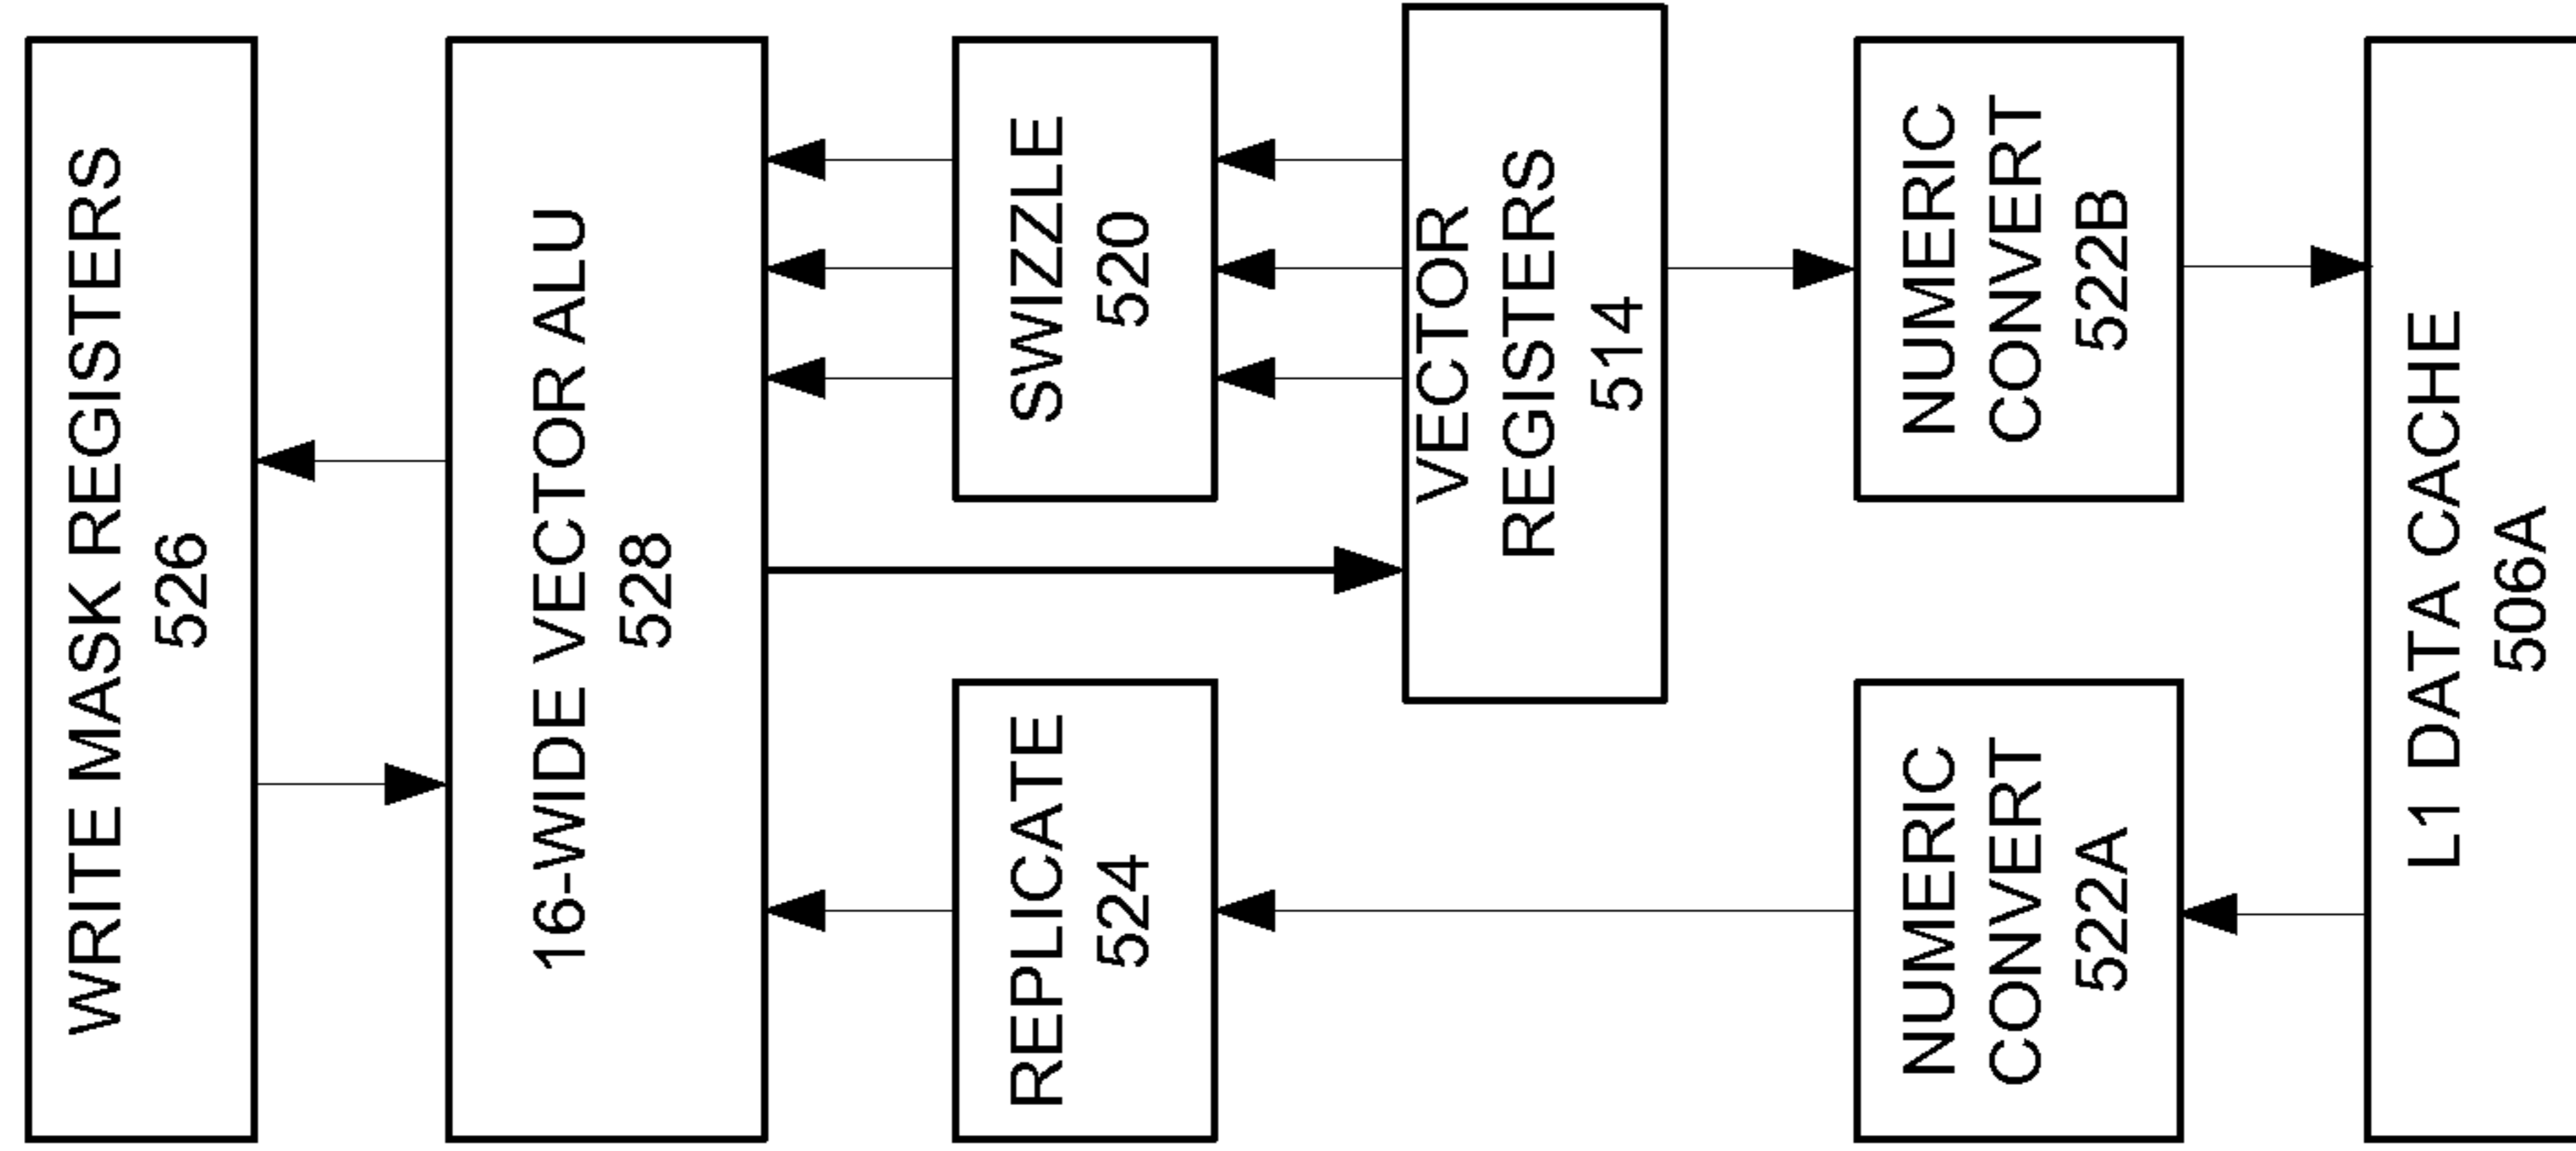 WRITE MASK REGISTERS
526
16-WIDE VECTOR ALU
528
REPLICATE
524
SWIZZLE
520
VECTOR
REGISTERS
514
NUMERIC
CONVERT
522A
NUMERIC
CONVERT
522B
L1 DATA CACHE
506A